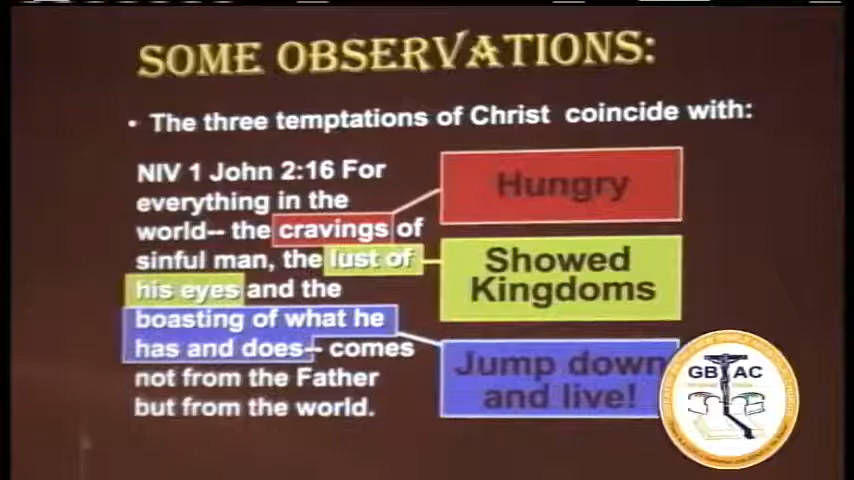 SOME OBSERVATIONS:
• The three temptations of Christ coincide with:
NIV 1 John 2:16 For
everything in the
world-- the cravings of
sinful man, the lust of
his eyes and the
boasting of what he
has and does-- comes
not from the Father
but from the world.
Hungry
Showed
Kingdoms
Jump down
and live!
GB AC